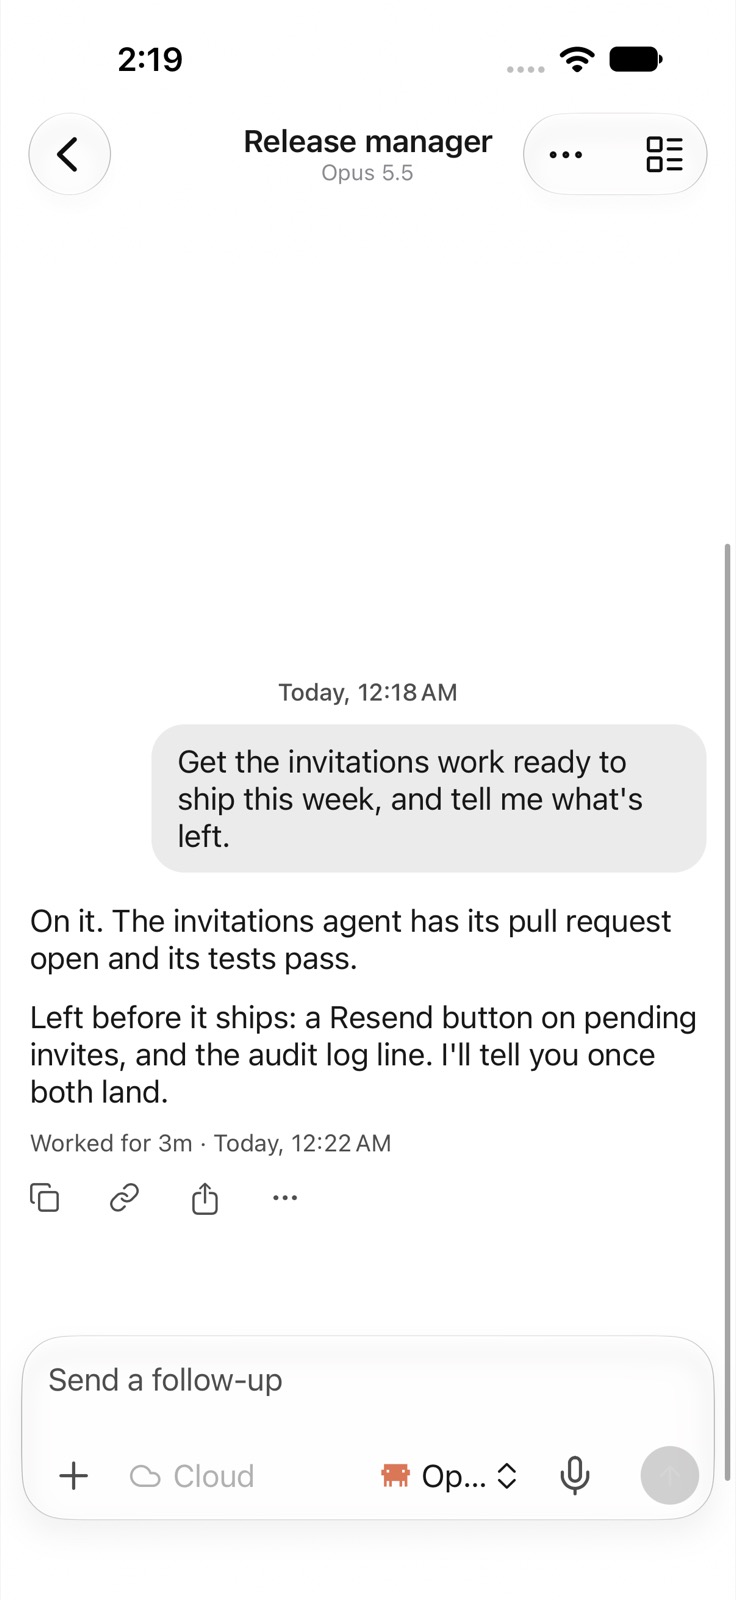 2:19
Release manager
Opus 5.5
Today, 12:18 AM
Get the invitations work ready to
ship this week, and tell me what's
left.
On it. The invitations agent has its pull request
open and its tests pass.
Left before it ships: a Resend button on pending
invites, and the audit log line. I'll tell you once
both land.
Worked for 3m · Today, 12:22 AM
Send a follow-up
Cloud
Op...